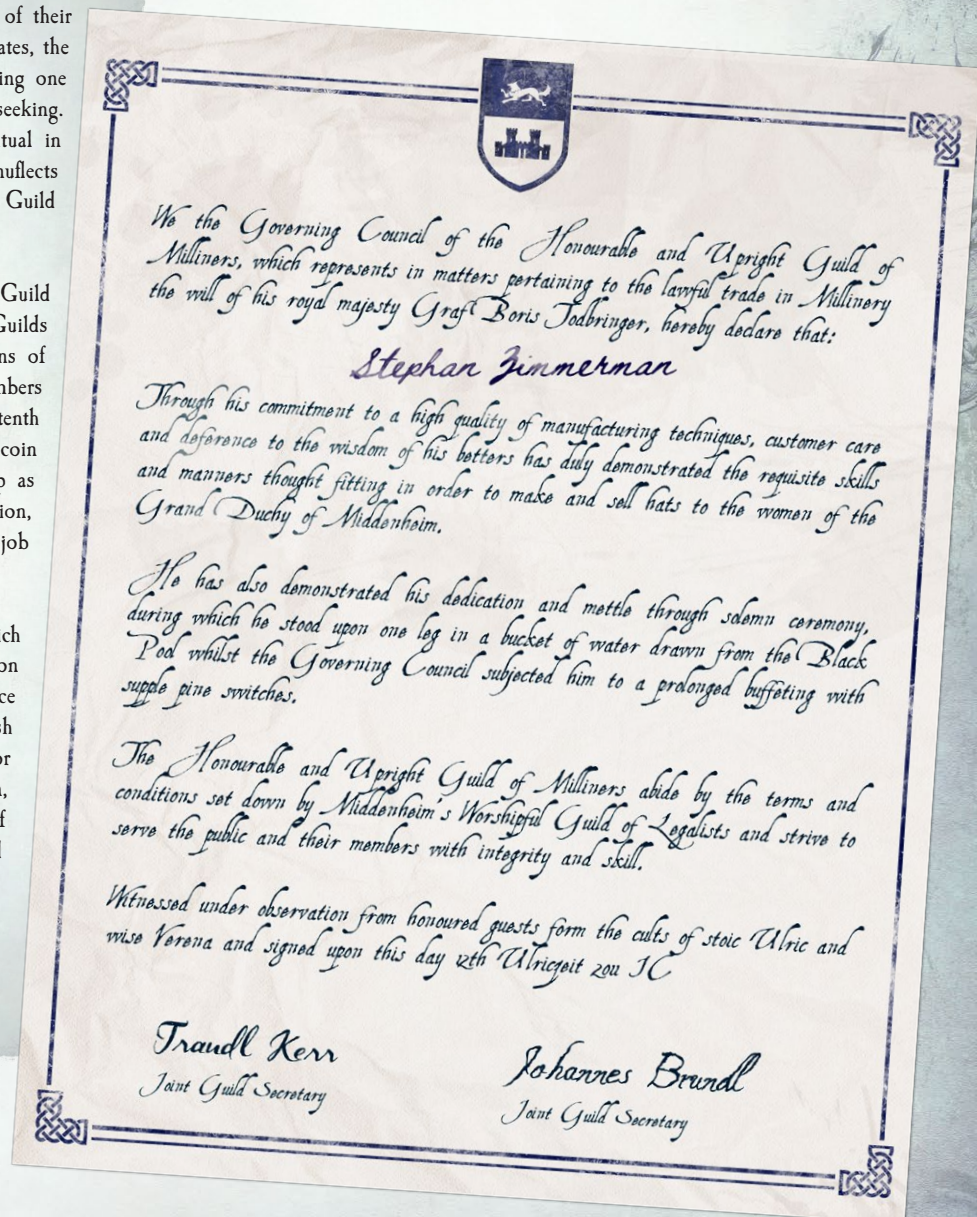 of their
ates, the
ing one
seeking.
tual in
nuflects
Guild
Guild
Guilds
ns of
nbers
tenth
coin
p as
ion,
job
ich
on
ce
sh
or
f
We the Governing Council of the Honourable and Upright Guild of
Milliners, which represents in matters pertaining to the lawful trade in Millinery
the will of his royal majesty Graf Boris Todbringer, hereby declare that:
Stephan Zimmerman
Through his commitment to a high quality of manufacturing techniques, customer care
and deference to the wisdom of his betters has duly demonstrated the requisite skills
and manners thought fitting in order to make and sell hats to the women of the
Grand Duchy of Middenheim.
He has also demonstrated his dedication and mettle through solemn ceremony,
during which he stood upon one leg in a bucket of water drawn from the Black
Pool whilst the Governing Council subjected him to a prolonged buffeting with
supple pine switches.
The Honourable and Upright Guild of Milliners abide by the terms and
conditions set down by Middenheim's Worshipful Guild of Legalists and strive to
serve the public and their members with integrity and skill.
Witnessed under observation from honoured guests form the cults of stoic Ulric and
wise Verena and signed upon this day 12th Ulriczeit 2011 IC
Traudl Kerr
Joint Guild Secretary
Johannes Brundl
Joint Guild Secretary